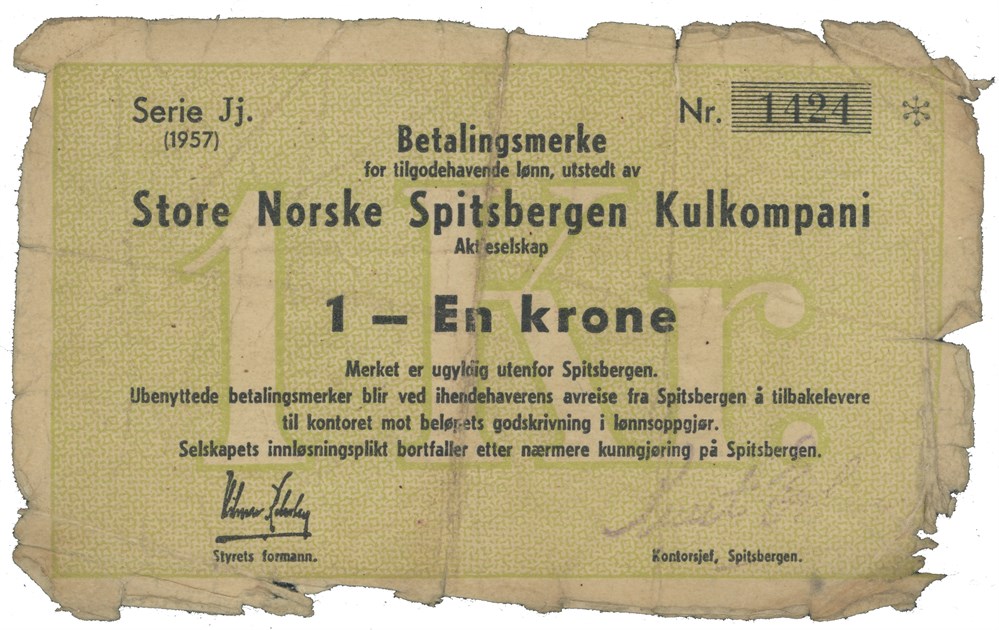 Serie Jj.
(1957)
Nr. 1424 *
Betalingsmerke
for tilgodehavende lønn, utstedt av
Store Norske Spitsbergen Kulkompani
Aktieselskap
1 Kr.
1 — En krone
Merket er ugyldig utenfor Spitsbergen.
Ubenyttede betalingsmerker blir ved ihendehaverens avreise fra Spitsbergen å tilbakelevere
til kontoret mot beløpets godskrivning i lønnsoppgjør.
Selskapets innløsningsplikt bortfaller etter nærmere kunngjøring på Spitsbergen.
Styrets formann.
Kontorsjef, Spitsbergen.